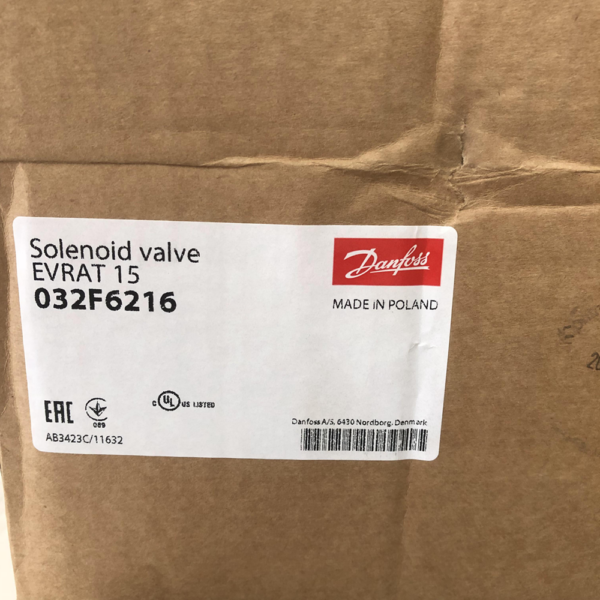 Solenoid valve
EVRAT 15
032F6216
Danfoss
MADE IN POLAND
EAC
089
C UL US LISTED
AB3423C/11632
Danfoss A/S, 6430 Nordborg, Denmark